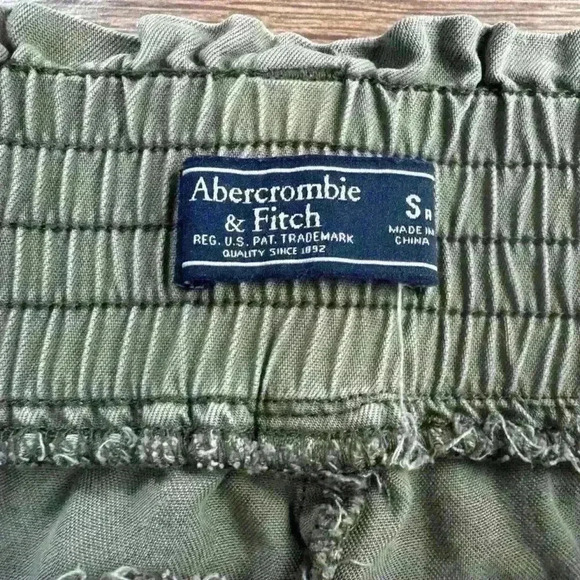 Abercrombie
& Fitch
REG. U.S. PAT. TRADEMARK
QUALITY SINCE 1892
S R
MADE IN
CHINA